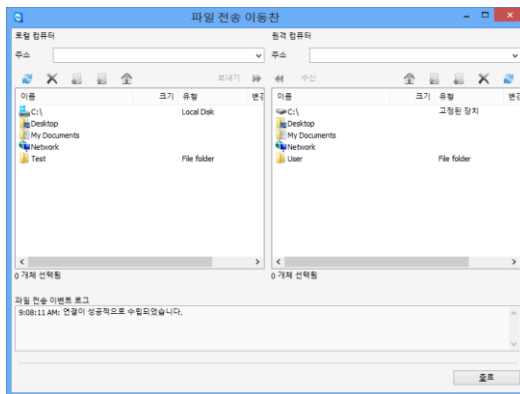 파일 전송 이동찬
로컬 컴퓨터
주소
보내기
이름 크기 유형 변경
C:\ Local Disk
Desktop
My Documents
Network
Test File folder
0 개체 선택됨
원격 컴퓨터
주소
수신
이름 크기 유형 변경
C:\ 고정된 장치
Desktop
My Documents
Network
User File folder
0 개체 선택됨
파일 전송 이벤트 로그
9:08:11 AM: 연결이 성공적으로 수립되었습니다.
종료